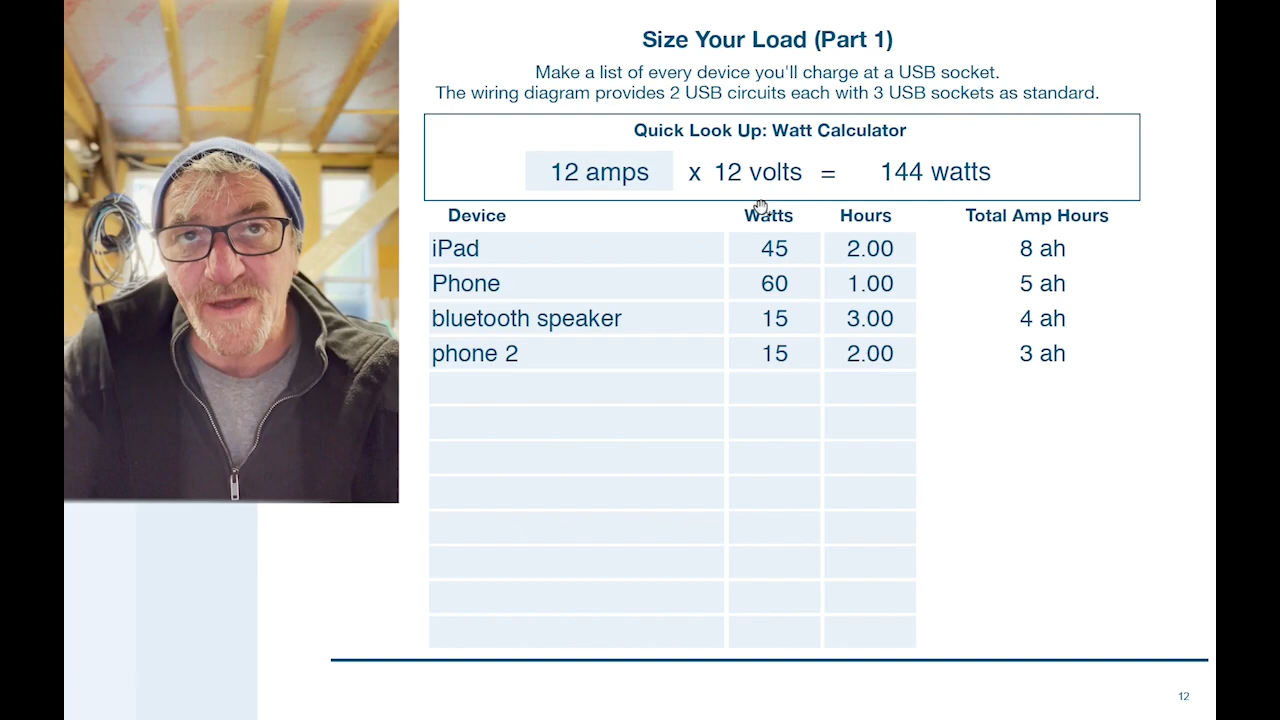 Size Your Load (Part 1)
Make a list of every device you'll charge at a USB socket.
The wiring diagram provides 2 USB circuits each with 3 USB sockets as standard.
Quick Look Up: Watt Calculator
12 amps x 12 volts = 144 watts
Device Watts Hours Total Amp Hours
iPad 45 2.00 8 ah
Phone 60 1.00 5 ah
bluetooth speaker 15 3.00 4 ah
phone 2 15 2.00 3 ah
12